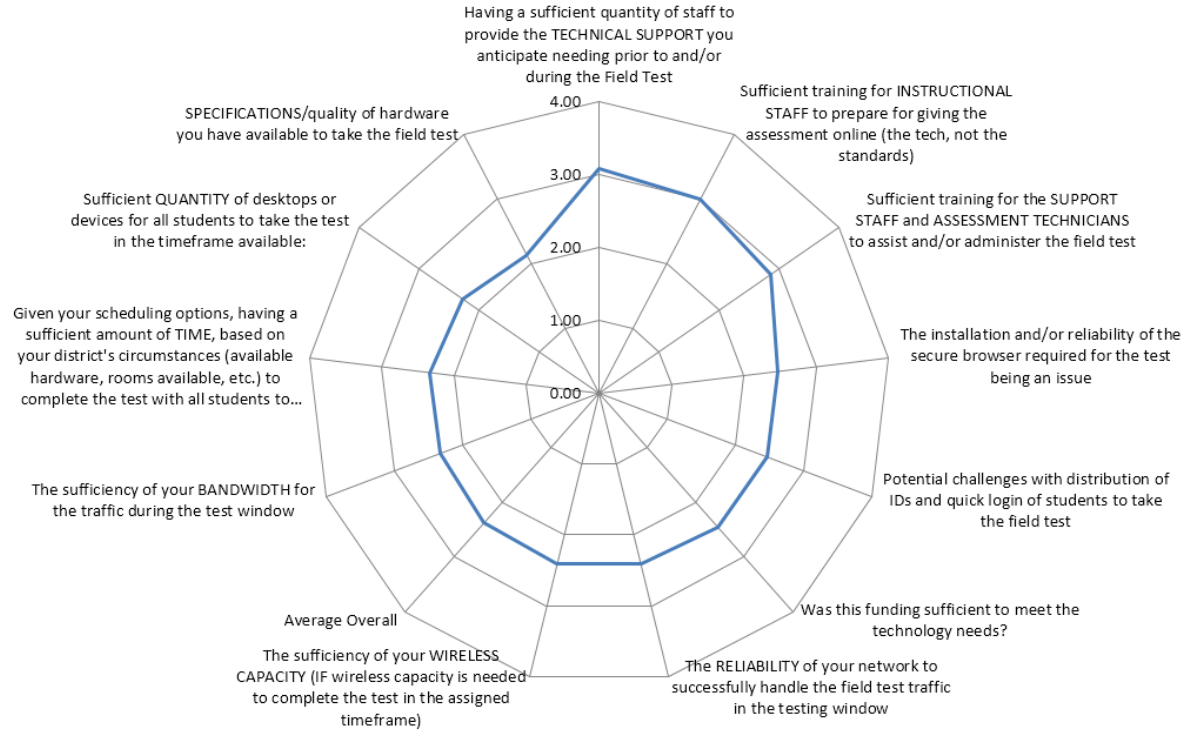 Having a sufficient quantity of staff to
provide the TECHNICAL SUPPORT you
anticipate needing prior to and/or
during the Field Test
Sufficient training for INSTRUCTIONAL
STAFF to prepare for giving the
assessment online (the tech, not the
standards)
Sufficient training for the SUPPORT
STAFF and ASSESSMENT TECHNICIANS
to assist and/or administer the field test
The installation and/or reliability of the
secure browser required for the test
being an issue
Potential challenges with distribution of
IDs and quick login of students to take
the field test
Was this funding sufficient to meet the
technology needs?
The RELIABILITY of your network to
successfully handle the field test traffic
in the testing window
The sufficiency of your WIRELESS
CAPACITY (IF wireless capacity is needed
to complete the test in the assigned
timeframe)
Average Overall
The sufficiency of your BANDWIDTH for
the traffic during the test window
Given your scheduling options, having a
sufficient amount of TIME, based on
your district's circumstances (available
hardware, rooms available, etc.) to
complete the test with all students to...
Sufficient QUANTITY of desktops or
devices for all students to take the test
in the timeframe available:
SPECIFICATIONS/quality of hardware
you have available to take the field test
4.00
3.00
2.00
1.00
0.00